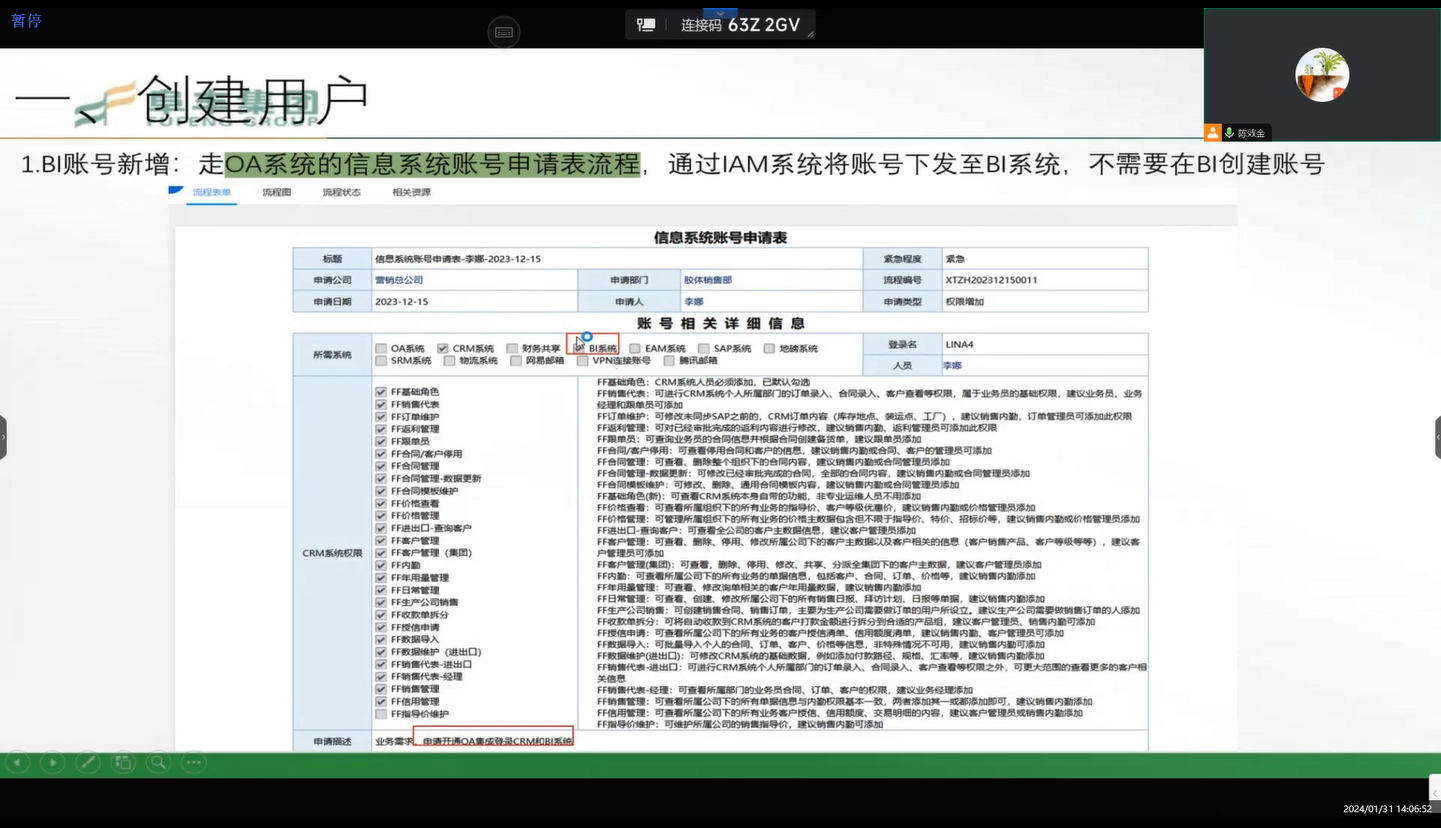 暂停
连接码 63Z 2GV
陈效金
一、创建用户
FUFENG GROUP
1.BI账号新增：走OA系统的信息系统账号申请表流程，通过IAM系统将账号下发至BI系统，不需要在BI创建账号
流程表单 流程图 流程状态 相关资源
信息系统账号申请表
标题 信息系统账号申请表-李娜-2023-12-15 紧急程度 紧急
申请公司 营销总公司 申请部门 胶体销售部 流程编号 XTZH202312150011
申请日期 2023-12-15 申请人 李娜 申请类型 权限增加
账号相关详细信息
所需系统 OA系统 CRM系统 财务共享 BI系统 EAM系统 SAP系统 地磅系统 登录名 LINA4
SRM系统 物流系统 网易邮箱 VPN连接账号 腾讯邮箱 人员 李娜
CRM系统权限
FF基础角色
FF销售代表
FF订单维护
FF返利管理
FF跟单员
FF合同/客户停用
FF合同管理
FF合同管理-数据更新
FF合同模板维护
FF价格查看
FF价格管理
FF进出口-查询客户
FF客户管理
FF客户管理（集团）
FF内勤
FF年用量管理
FF日常管理
FF生产公司销售
FF收款单拆分
FF授信申请
FF数据导入
FF数据维护（进出口）
FF销售代表-进出口
FF销售代表-经理
FF销售管理
FF信用管理
FF指导价维护
FF基础角色：CRM系统人员必须添加，已默认勾选
FF销售代表：可进行CRM系统个人所属部门的订单录入、合同录入、客户查看等权限，属于业务员的基础权限，建议业务员、业务
经理和跟单员可添加
FF订单维护：可修改未同步SAP之前的，CRM订单内容（库存地点、装运点、工厂），建议销售内勤，订单管理员可添加此权限
FF返利管理：可对已经审批完成的返利内容进行修改，建议销售内勤、返利管理员可添加此权限
FF跟单员：可查询业务员的合同信息并根据合同创建备货单，建议跟单员添加
FF合同/客户停用：可查看停用合同和客户的信息，建议销售内勤或合同、客户的管理员可添加
FF合同管理：可查看、删除整个组织下的合同内容，建议销售内勤或合同管理员添加
FF合同管理-数据更新：可修改已经审批完成的合同，全部的合同内容，建议销售内勤或合同管理员添加
FF合同模板维护：可修改、删除、通用合同模板内容，建议销售内勤或合同管理员添加
FF基础角色(新)：可查看CRM系统本身自带的功能，非专业运维人员不用添加
FF价格查看：可查看所属组织下的所有业务的指导价、客户等级优惠价，建议销售内勤或价格管理员添加
FF价格管理：可管理所属组织下的所有业务的价格主数据包含但不限于指导价、特价、招标价等，建议销售内勤或价格管理员添加
FF进出口-查询客户：可查看全公司的客户主数据信息，建议客户管理员添加
FF客户管理：可查看、删除、停用、修改所属公司下的客户主数据以及客户相关的信息（客户销售产品、客户等级等等），建议客
户管理员可添加
FF客户管理(集团)：可查看，删除、停用、修改、共享、分派全集团下的客户主数据，建议客户管理员添加
FF内勤：可查看所属公司下的所有业务的单据信息，包括客户、合同、订单、价格等，建议销售内勤添加
FF年用量管理：可查看、修改询单相关的客户年用量数据，建议销售内勤添加
FF日常管理：可查看、创建、修改所属公司下的所有销售日报、拜访计划、日报等单据，建议销售内勤添加
FF生产公司销售：可创建销售合同、销售订单，主要为生产公司需要做订单的用户所设立。建议生产公司需要做销售订单的人添加
FF收款单拆分：可将自动收款到CRM系统的客户打款金额进行拆分到合适的产品组，建议客户管理员、销售内勤可添加
FF授信申请：可查看所属公司下的所有业务的客户授信清单、信用额度清单，建议销售内勤、客户管理员可添加
FF数据导入：可批量导入个人的合同、订单、客户、价格等信息，非特殊情况不可用，建议销售内勤可添加
FF数据维护(进出口)：可修改CRM系统的基础数据，例如添加付款路径、规格、汇率等，建议销售内勤添加
FF销售代表-进出口：可进行CRM系统个人所属部门的订单录入、合同录入、客户查看等权限之外，可更大范围的查看更多的客户相
关信息
FF销售代表-经理：可查看所属部门的业务员合同、订单、客户的权限，建议业务经理添加
FF销售管理：可查看所属公司下的所有单据信息与内勤权限基本一致，两者添加其一或都添加即可，建议销售内勤添加
FF信用管理：可查看所属公司下的所有业务客户授信、信用额度、交易明细的内容，建议客户管理员或销售内勤添加
FF指导价维护：可维护所属公司的销售指导价，建议销售内勤可添加
申请描述 业务需求，申请开通OA集成登录CRM和BI系统
2024/01/31 14:06:52